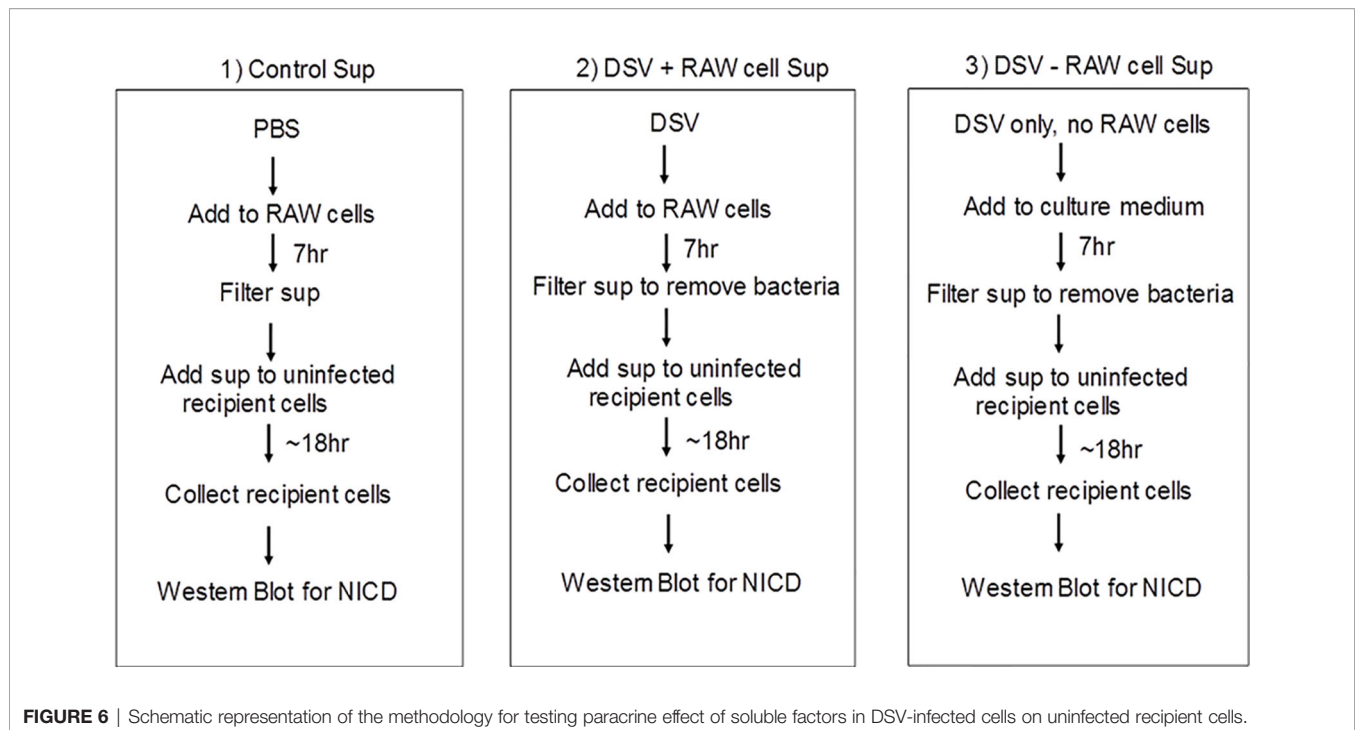 1) Control Sup
PBS
Add to RAW cells
7hr
Filter sup
Add sup to uninfected
recipient cells
~18hr
Collect recipient cells
Western Blot for NICD
2) DSV + RAW cell Sup
DSV
Add to RAW cells
7hr
Filter sup to remove bacteria
Add sup to uninfected
recipient cells
~18hr
Collect recipient cells
Western Blot for NICD
3) DSV - RAW cell Sup
DSV only, no RAW cells
Add to culture medium
7hr
Filter sup to remove bacteria
Add sup to uninfected
recipient cells
~18hr
Collect recipient cells
Western Blot for NICD
FIGURE 6 | Schematic representation of the methodology for testing paracrine effect of soluble factors in DSV-infected cells on uninfected recipient cells.